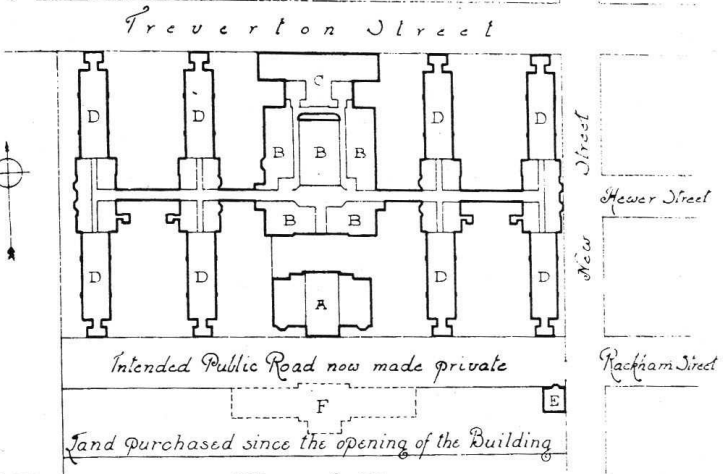 Treverton Street
C
D D D D
B B B
New Street
Hewer Street
B B
D D D D
A
Intended Public Road now made private
Rackham Street
F
E
Land purchased since the opening of the Building